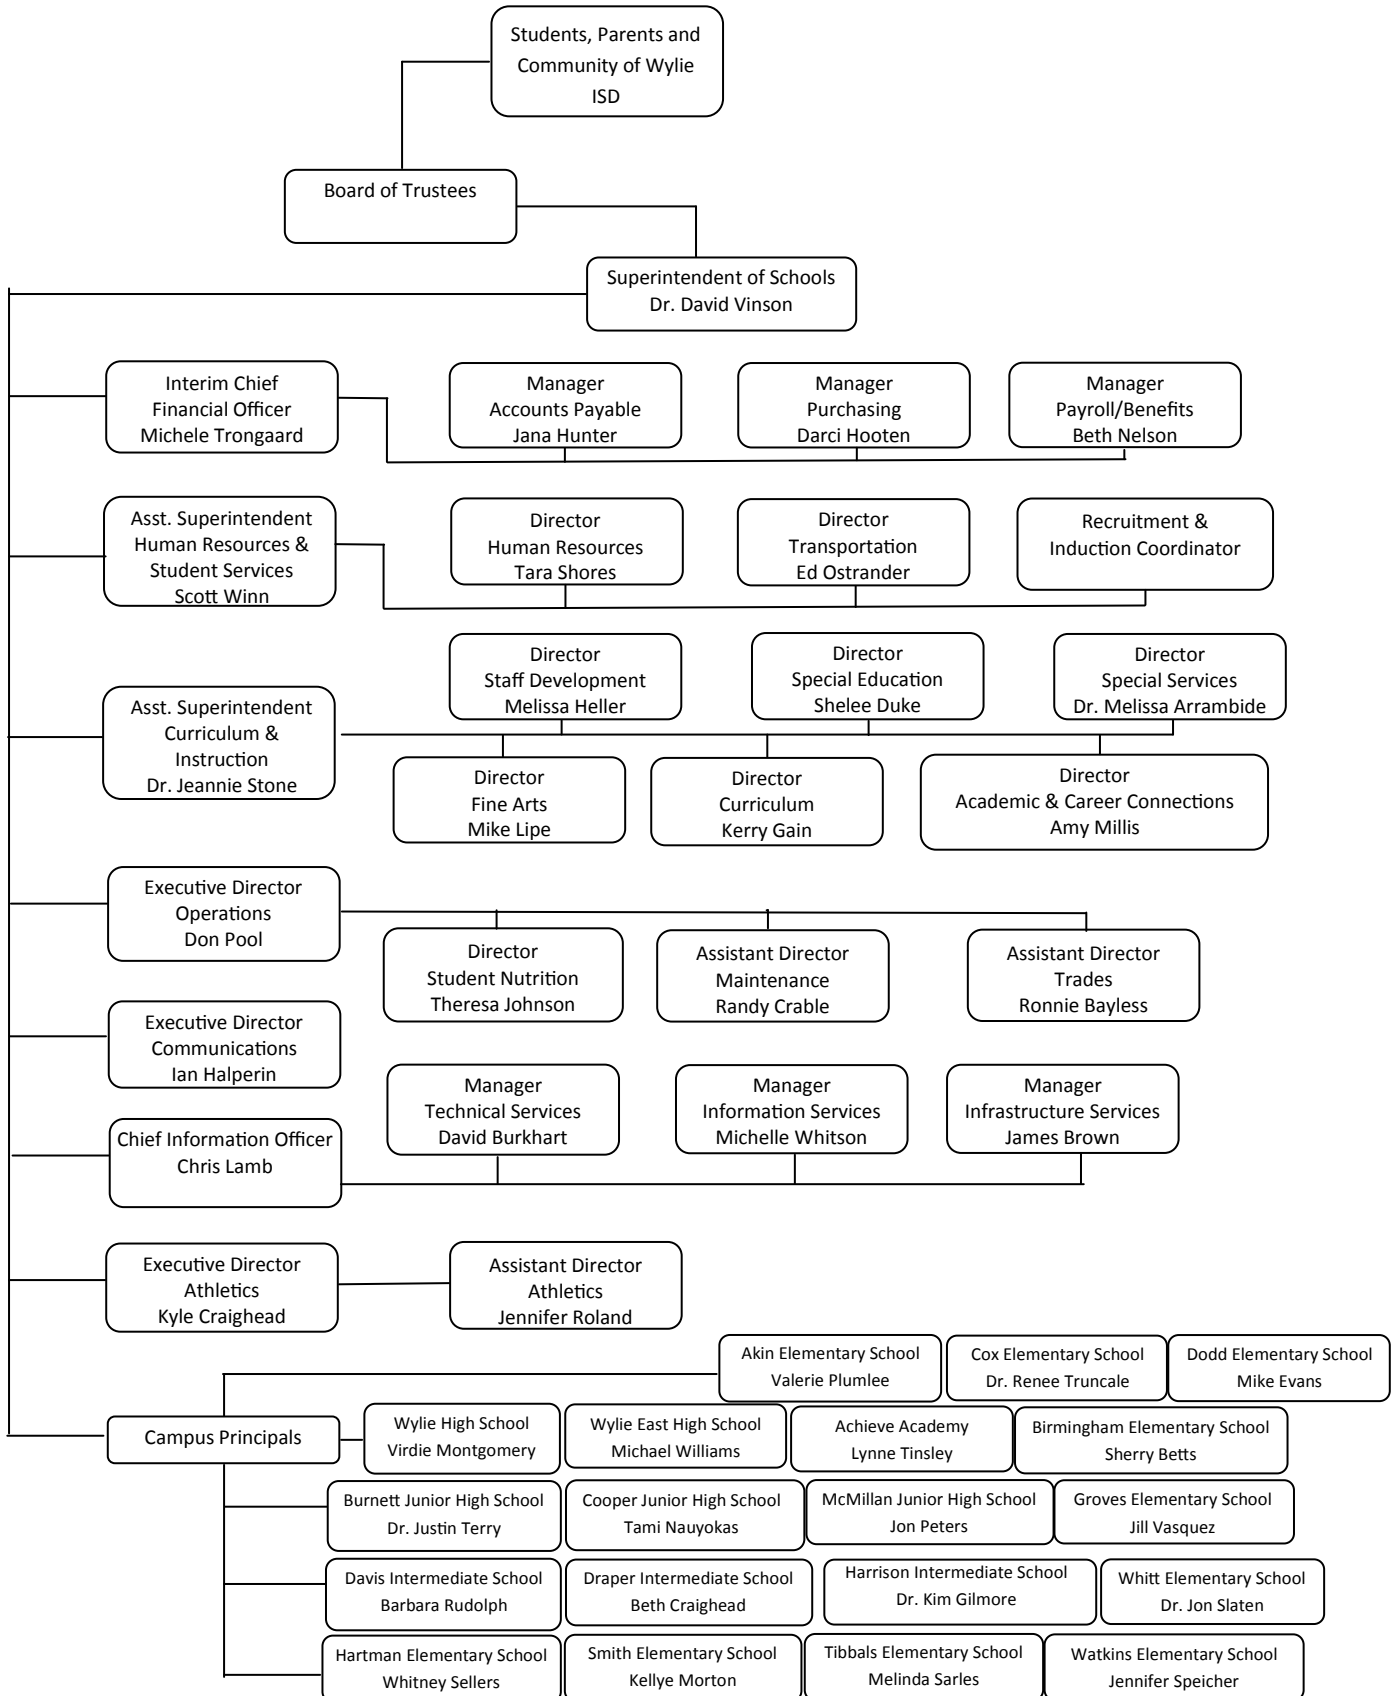 Students, Parents and
Community of Wylie
ISD
Board of Trustees
Superintendent of Schools
Dr. David Vinson
Interim Chief
Financial Officer
Michele Trongaard
Manager
Accounts Payable
Jana Hunter
Manager
Purchasing
Darci Hooten
Manager
Payroll/Benefits
Beth Nelson
Asst. Superintendent
Human Resources &
Student Services
Scott Winn
Director
Human Resources
Tara Shores
Director
Transportation
Ed Ostrander
Recruitment &
Induction Coordinator
Asst. Superintendent
Curriculum &
Instruction
Dr. Jeannie Stone
Director
Staff Development
Melissa Heller
Director
Special Education
Shelee Duke
Director
Special Services
Dr. Melissa Arrambide
Director
Fine Arts
Mike Lipe
Director
Curriculum
Kerry Gain
Director
Academic & Career Connections
Amy Millis
Executive Director
Operations
Don Pool
Director
Student Nutrition
Theresa Johnson
Assistant Director
Maintenance
Randy Crable
Assistant Director
Trades
Ronnie Bayless
Executive Director
Communications
Ian Halperin
Chief Information Officer
Chris Lamb
Manager
Technical Services
David Burkhart
Manager
Information Services
Michelle Whitson
Manager
Infrastructure Services
James Brown
Executive Director
Athletics
Kyle Craighead
Assistant Director
Athletics
Jennifer Roland
Akin Elementary School
Valerie Plumlee
Cox Elementary School
Dr. Renee Truncale
Dodd Elementary School
Mike Evans
Campus Principals
Wylie High School
Virdie Montgomery
Wylie East High School
Michael Williams
Achieve Academy
Lynne Tinsley
Birmingham Elementary School
Sherry Betts
Burnett Junior High School
Dr. Justin Terry
Cooper Junior High School
Tami Nauyokas
McMillan Junior High School
Jon Peters
Groves Elementary School
Jill Vasquez
Davis Intermediate School
Barbara Rudolph
Draper Intermediate School
Beth Craighead
Harrison Intermediate School
Dr. Kim Gilmore
Whitt Elementary School
Dr. Jon Slaten
Hartman Elementary School
Whitney Sellers
Smith Elementary School
Kellye Morton
Tibbals Elementary School
Melinda Sarles
Watkins Elementary School
Jennifer Speicher